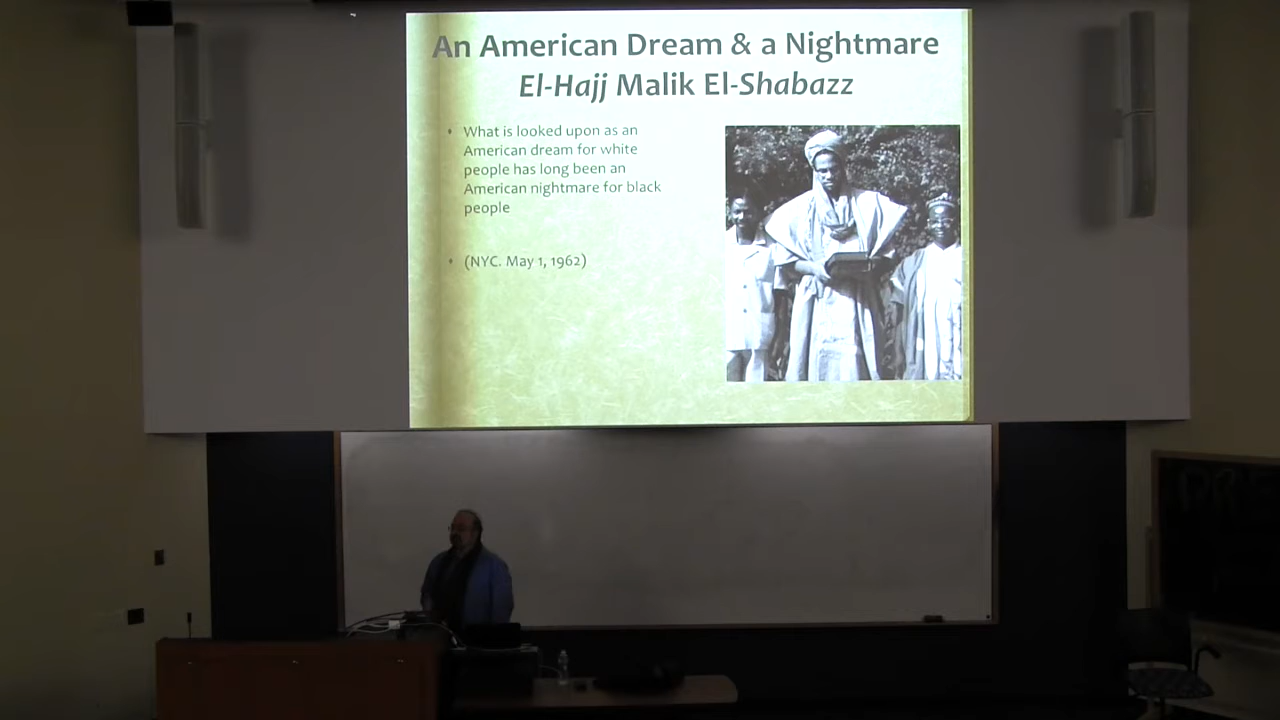 An American Dream & a Nightmare
El-Hajj Malik El-Shabazz
• What is looked upon as an
American dream for white
people has long been an
American nightmare for black
people
• (NYC. May 1, 1962)